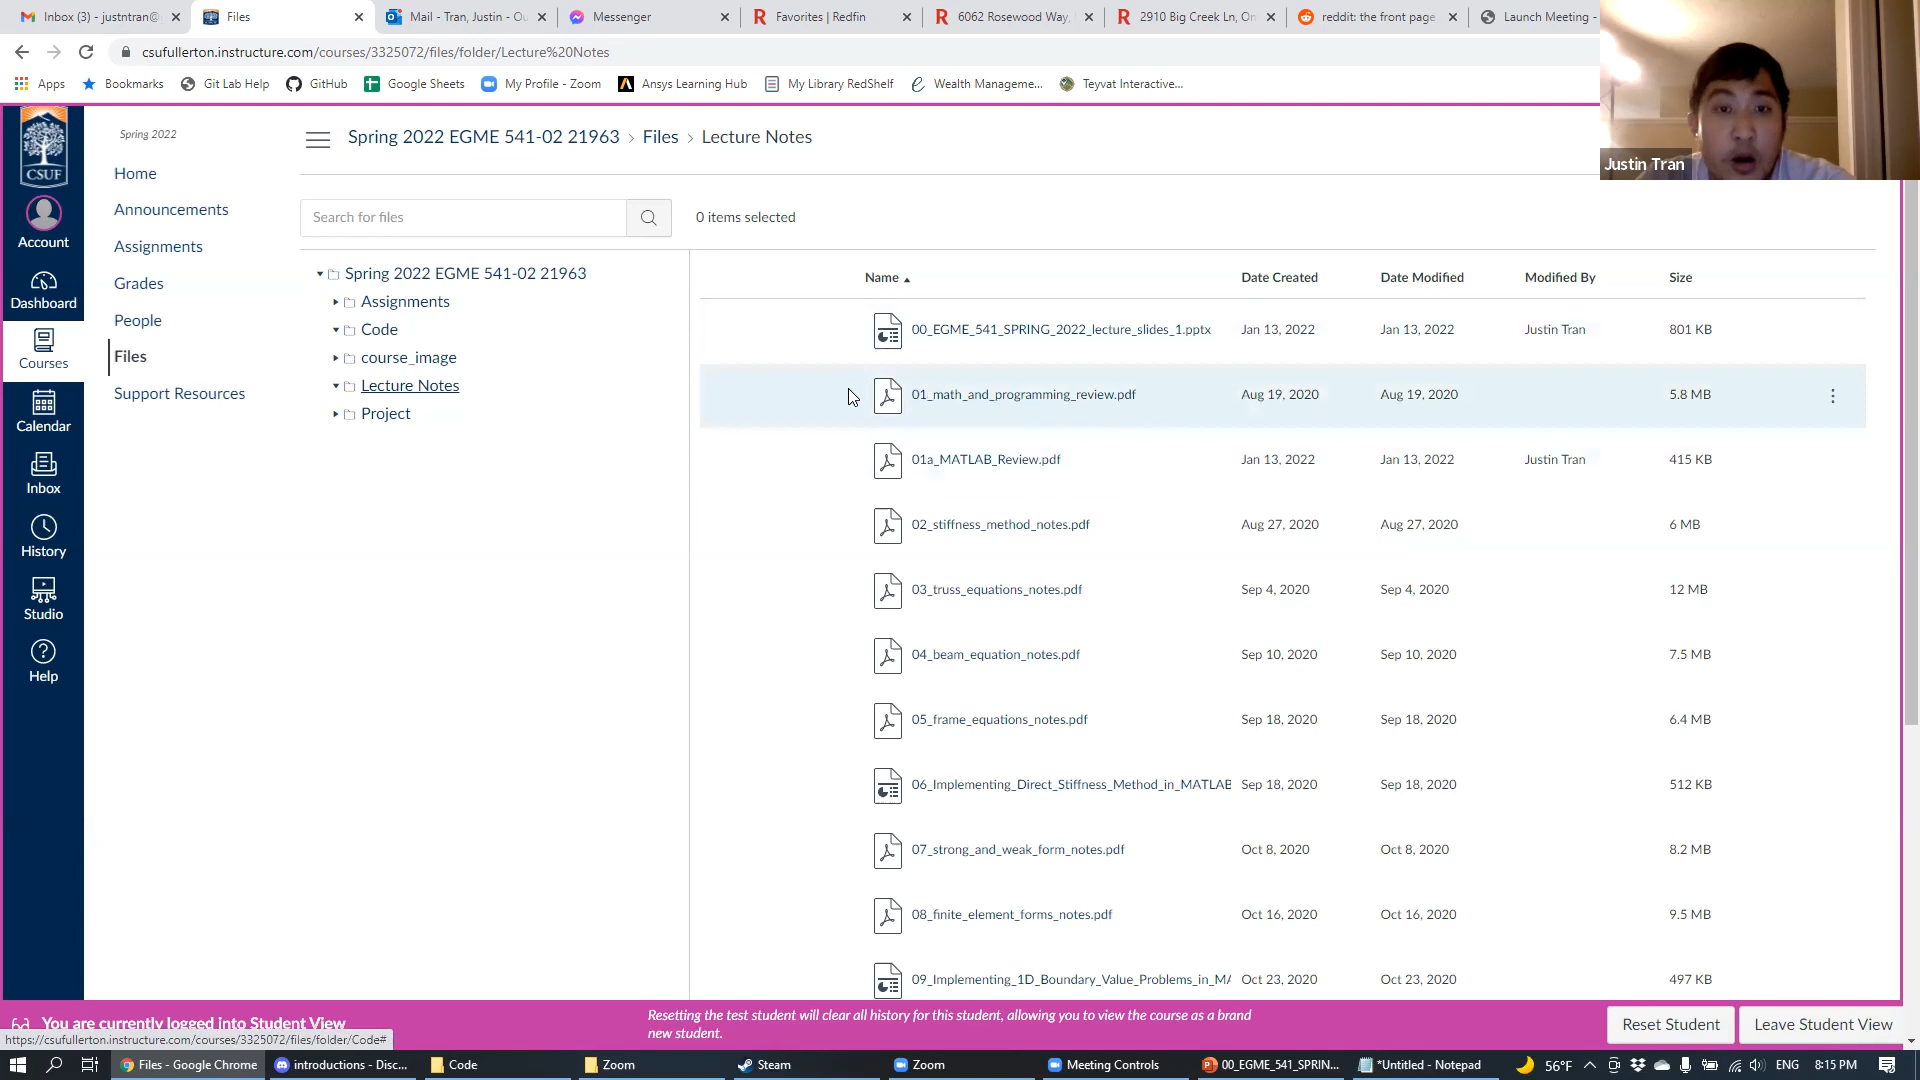 Inbox (3) - justntran@
Files
Mail - Tran, Justin - Ou
Messenger
Favorites | Redfin
6062 Rosewood Way,
2910 Big Creek Ln, On
reddit: the front page
Launch Meeting -
csufullerton.instructure.com/courses/3325072/files/folder/Lecture%20Notes
Apps
Bookmarks
Git Lab Help
GitHub
Google Sheets
My Profile - Zoom
Ansys Learning Hub
My Library RedShelf
Wealth Manageme...
Teyvat Interactive...
Justin Tran
CSUF
Account
Dashboard
Courses
Calendar
Inbox
History
Studio
Help
Spring 2022
Home
Announcements
Assignments
Grades
People
Files
Support Resources
Spring 2022 EGME 541-02 21963 › Files › Lecture Notes
Search for files
0 items selected
Spring 2022 EGME 541-02 21963
Assignments
Code
course_image
Lecture Notes
Project
Name Date Created Date Modified Modified By Size
00_EGME_541_SPRING_2022_lecture_slides_1.pptx Jan 13, 2022 Jan 13, 2022 Justin Tran 801 KB
01_math_and_programming_review.pdf Aug 19, 2020 Aug 19, 2020 5.8 MB
01a_MATLAB_Review.pdf Jan 13, 2022 Jan 13, 2022 Justin Tran 415 KB
02_stiffness_method_notes.pdf Aug 27, 2020 Aug 27, 2020 6 MB
03_truss_equations_notes.pdf Sep 4, 2020 Sep 4, 2020 12 MB
04_beam_equation_notes.pdf Sep 10, 2020 Sep 10, 2020 7.5 MB
05_frame_equations_notes.pdf Sep 18, 2020 Sep 18, 2020 6.4 MB
06_Implementing_Direct_Stiffness_Method_in_MATLAB Sep 18, 2020 Sep 18, 2020 512 KB
07_strong_and_weak_form_notes.pdf Oct 8, 2020 Oct 8, 2020 8.2 MB
08_finite_element_forms_notes.pdf Oct 16, 2020 Oct 16, 2020 9.5 MB
09_Implementing_1D_Boundary_Value_Problems_in_MA Oct 23, 2020 Oct 23, 2020 497 KB
You are currently logged into Student View
Resetting the test student will clear all history for this student, allowing you to view the course as a brand
new student.
Reset Student
Leave Student View
https://csufullerton.instructure.com/courses/3325072/files/folder/Code#
Files - Google Chrome
introductions - Disc...
Code
Zoom
Steam
Zoom
Meeting Controls
00_EGME_541_SPRIN...
*Untitled - Notepad
56°F
ENG
8:15 PM